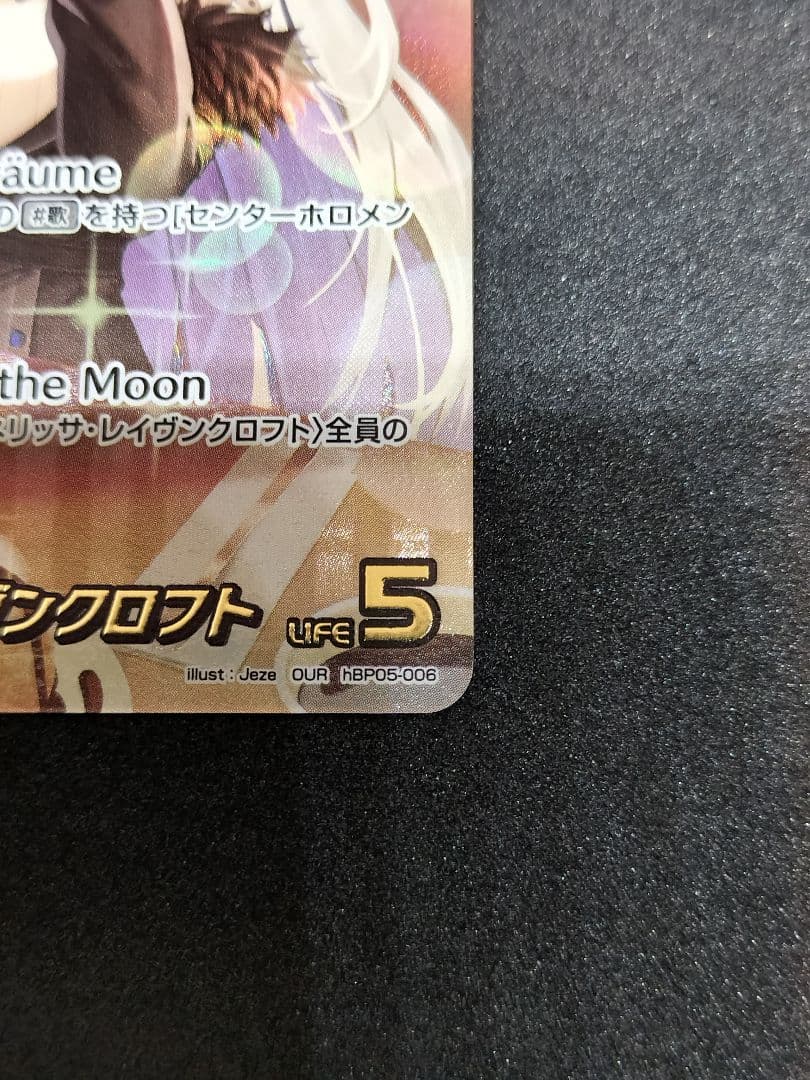 äume
の #歌 を持つ[センターホロメン
the Moon
リッサ・レイヴンクロフト〉全員の
ンクロフト LIFE 5
illust : Jeze OUR hBP05-006